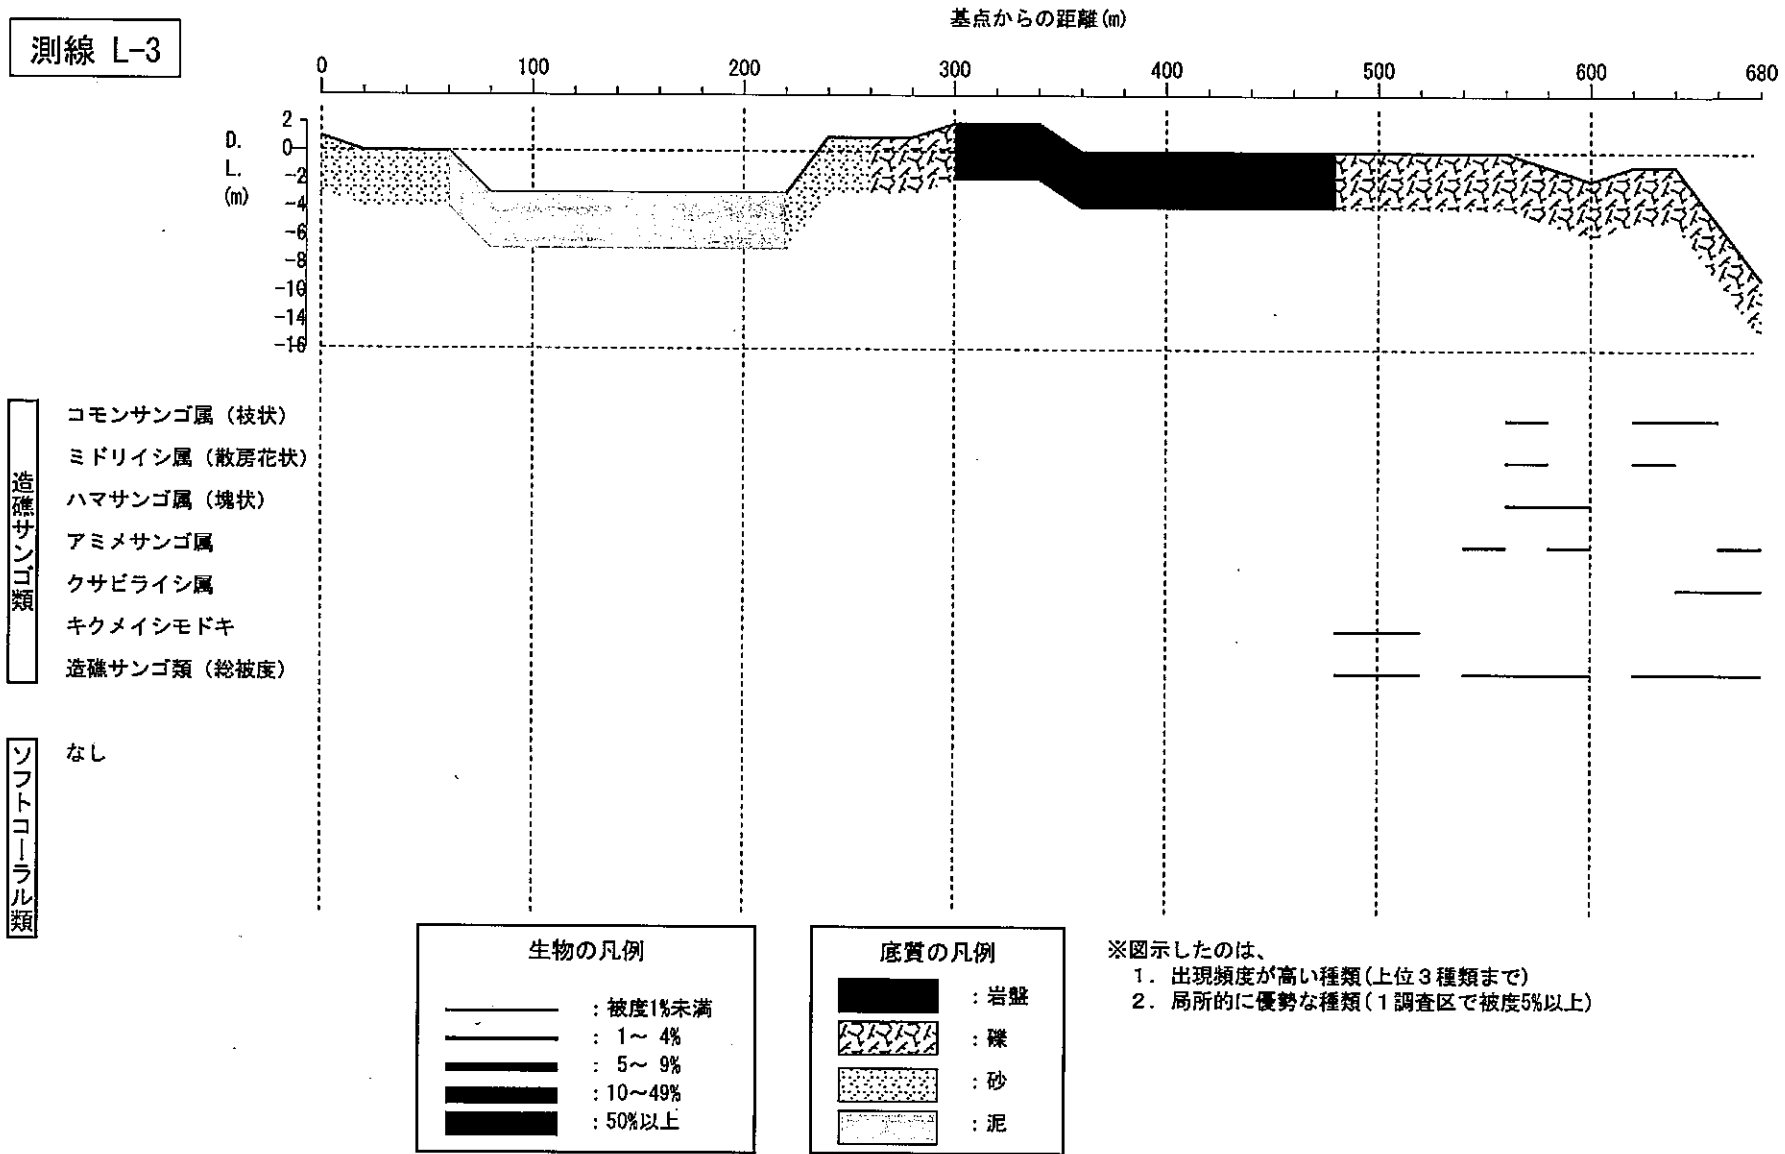 測線 L-3
基点からの距離(m)
0 100 200 300 400 500 600 680
D.
L.
(m)
2
0
-2
-4
-6
-8
-10
-14
-16
造礁サンゴ類
コモンサンゴ属（枝状）
ミドリイシ属（散房花状）
ハマサンゴ属（塊状）
アミメサンゴ属
クサビライシ属
キクメイシモドキ
造礁サンゴ類（総被度）
ソフトコーラル類
なし
生物の凡例
：被度1%未満
： 1～ 4%
： 5～ 9%
：10～49%
：50%以上
底質の凡例
：岩盤
：礫
：砂
：泥
※図示したのは、
1. 出現頻度が高い種類(上位３種類まで)
2. 局所的に優勢な種類(１調査区で被度5%以上)